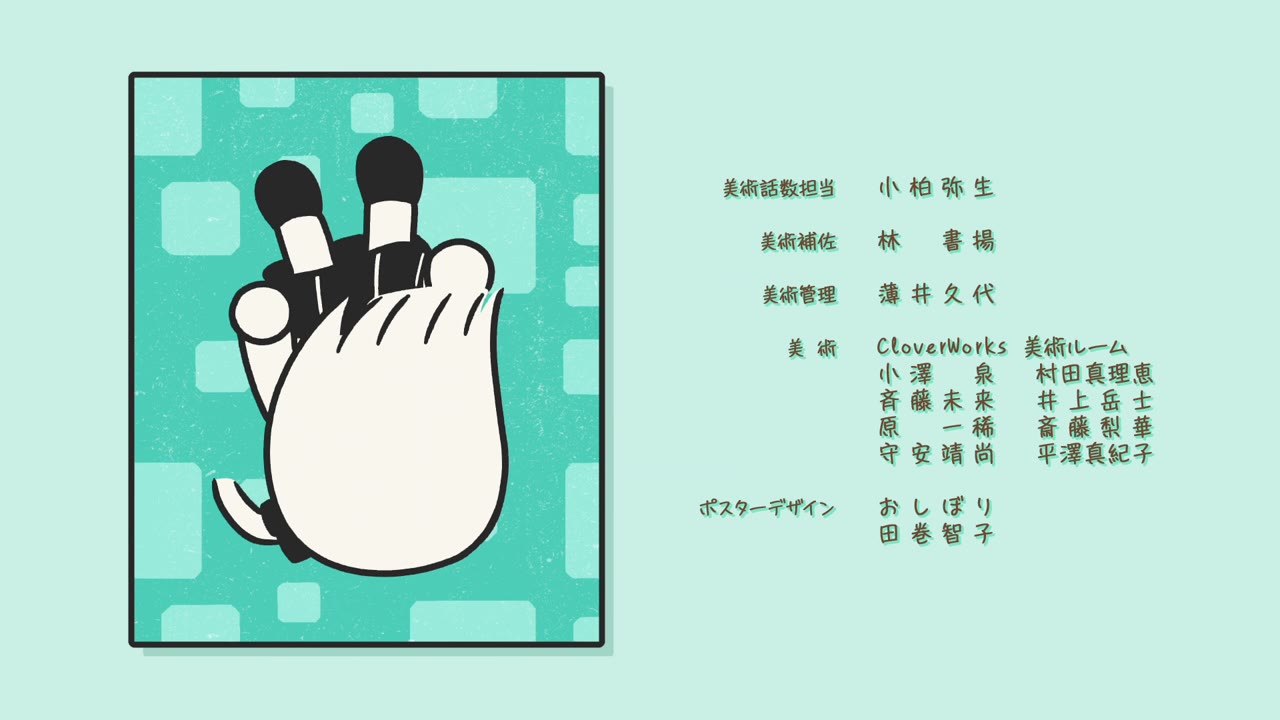 美術話数担当 小柏弥生
美術補佐 林 書揚
美術管理 薄井久代
美術 CloverWorks 美術ルーム
小澤 泉 村田真理恵
斉藤未来 井上岳士
原 一稀 斎藤梨華
守安靖尚 平澤真紀子
ポスターデザイン おしぼり
田巻智子